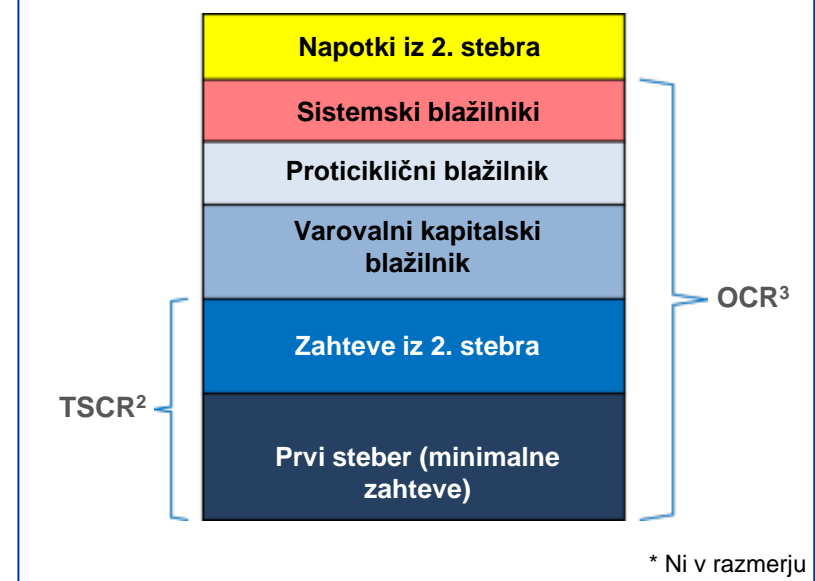 Napotki iz 2. stebra
Sistemski blažilniki
Proticiklični blažilnik
Varovalni kapitalski
blažilnik
OCR³
Zahteve iz 2. stebra
TSCR²
Prvi steber (minimalne
zahteve)
* Ni v razmerju